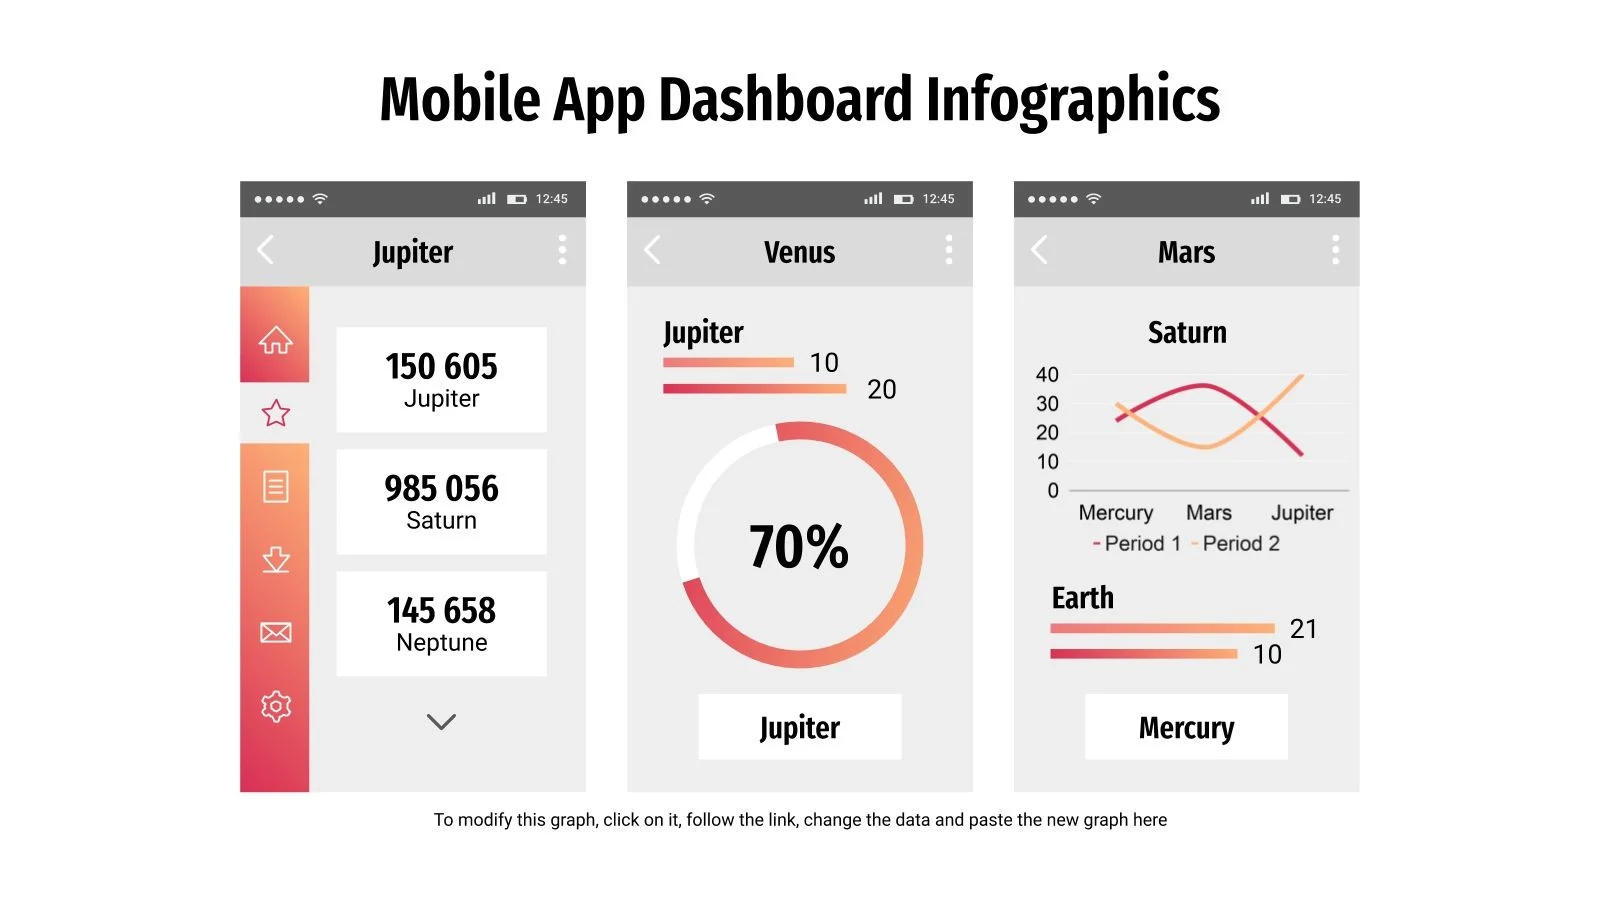 Mobile App Dashboard Infographics
12:45
Jupiter
150 605
Jupiter
985 056
Saturn
145 658
Neptune
12:45
Venus
Jupiter
10
20
70%
Jupiter
12:45
Mars
Saturn
40
30
20
10
0
Mercury Mars Jupiter
Period 1 Period 2
Earth
21
10
Mercury
To modify this graph, click on it, follow the link, change the data and paste the new graph here